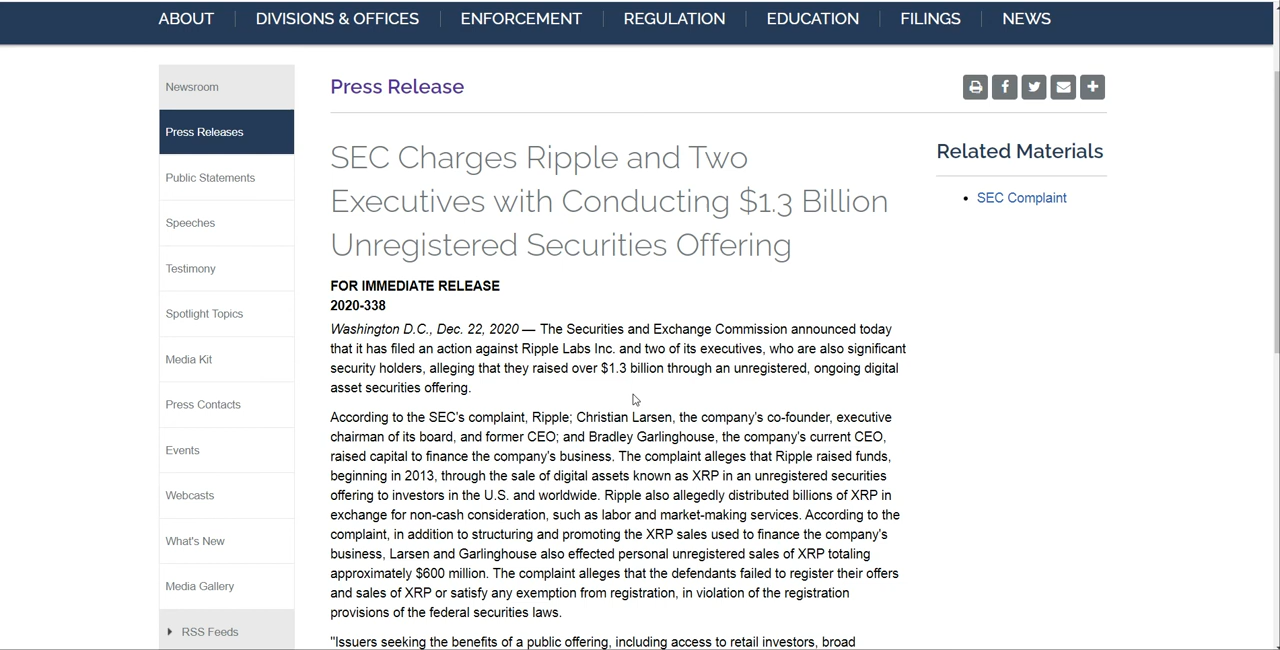 ABOUT
DIVISIONS & OFFICES
ENFORCEMENT
REGULATION
EDUCATION
FILINGS
NEWS
Newsroom
Press Releases
Public Statements
Speeches
Testimony
Spotlight Topics
Media Kit
Press Contacts
Events
Webcasts
What's New
Media Gallery
RSS Feeds
Press Release
SEC Charges Ripple and Two
Executives with Conducting $1.3 Billion
Unregistered Securities Offering
FOR IMMEDIATE RELEASE
2020-338
Washington D.C., Dec. 22, 2020 — The Securities and Exchange Commission announced today
that it has filed an action against Ripple Labs Inc. and two of its executives, who are also significant
security holders, alleging that they raised over $1.3 billion through an unregistered, ongoing digital
asset securities offering.
According to the SEC's complaint, Ripple; Christian Larsen, the company's co-founder, executive
chairman of its board, and former CEO; and Bradley Garlinghouse, the company's current CEO,
raised capital to finance the company's business. The complaint alleges that Ripple raised funds,
beginning in 2013, through the sale of digital assets known as XRP in an unregistered securities
offering to investors in the U.S. and worldwide. Ripple also allegedly distributed billions of XRP in
exchange for non-cash consideration, such as labor and market-making services. According to the
complaint, in addition to structuring and promoting the XRP sales used to finance the company's
business, Larsen and Garlinghouse also effected personal unregistered sales of XRP totaling
approximately $600 million. The complaint alleges that the defendants failed to register their offers
and sales of XRP or satisfy any exemption from registration, in violation of the registration
provisions of the federal securities laws.
"Issuers seeking the benefits of a public offering, including access to retail investors, broad
Related Materials
SEC Complaint